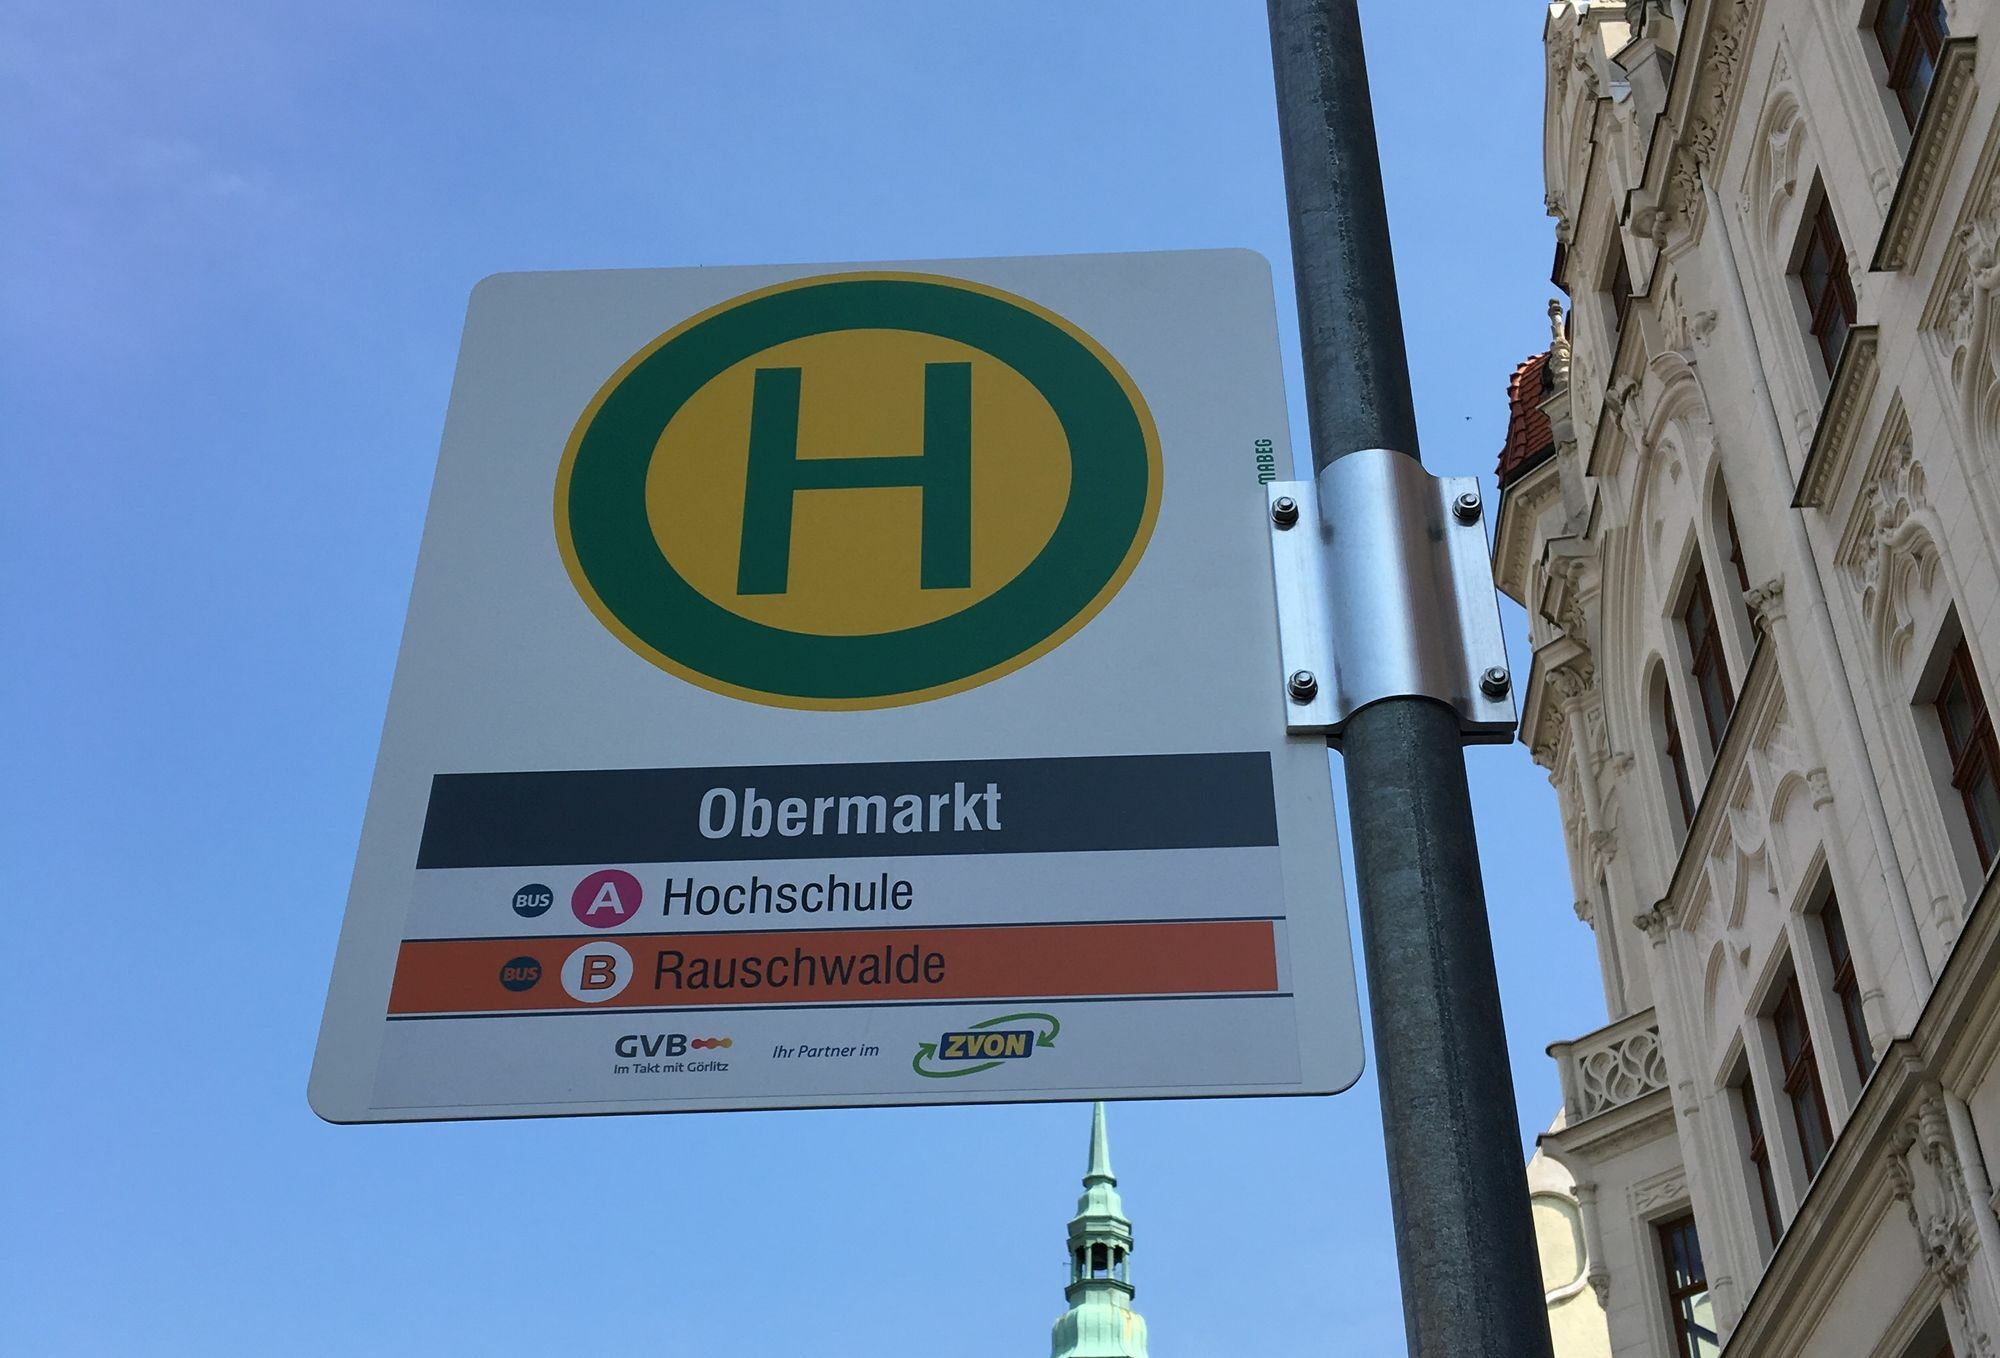 H
MABEG
Obermarkt
BUS A Hochschule
BUS B Rauschwalde
GVB Ihr Partner im ZVON
Im Takt mit Görlitz